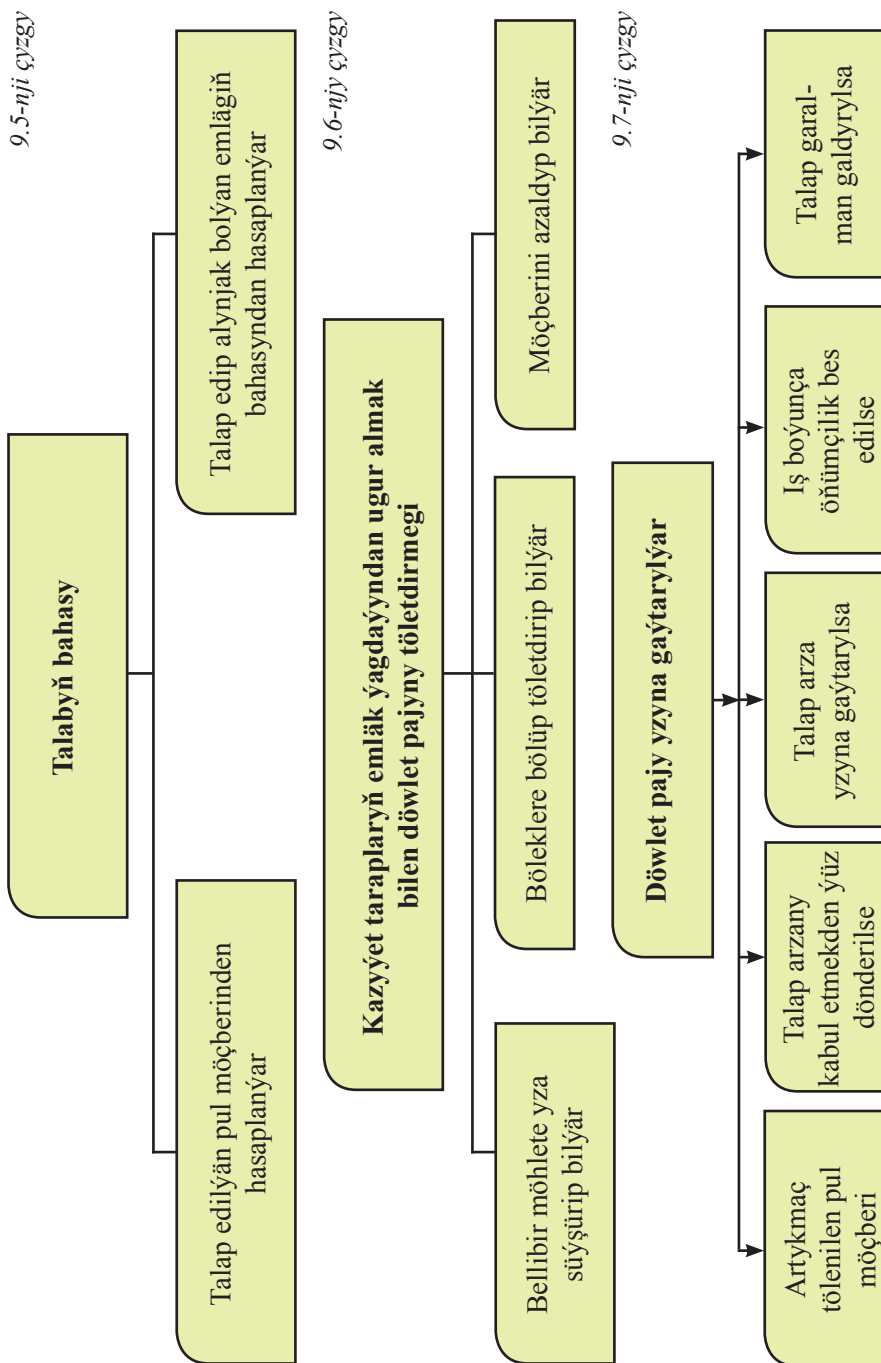 9.5-nji çyzgy
Talabyň bahasy
Talap edilýän pul möçberinden
hasaplanýar
Talap edip alynjak bolýan emlägiň
bahasyndan hasaplanýar
9.6-njy çyzgy
Kazyýet taraplaryň emläk ýagdaýyndan ugur almak
bilen döwlet pajyny töletdirmegi
Bellibir möhlete yza
süýşürip bilýär
Böleklere bölüp töletdirip bilýär
Möçberini azaldyp bilýär
9.7-nji çyzgy
Döwlet pajy yzyna gaýtarylýar
Artykmaç
tölenilen pul
möçberi
Talap arzany
kabul etmekden ýüz
dönderilse
Talap arza
yzyna gaýtarylsa
Iş boýunça
öňümçilik bes
edilse
Talap garal-
man galdyrylsa